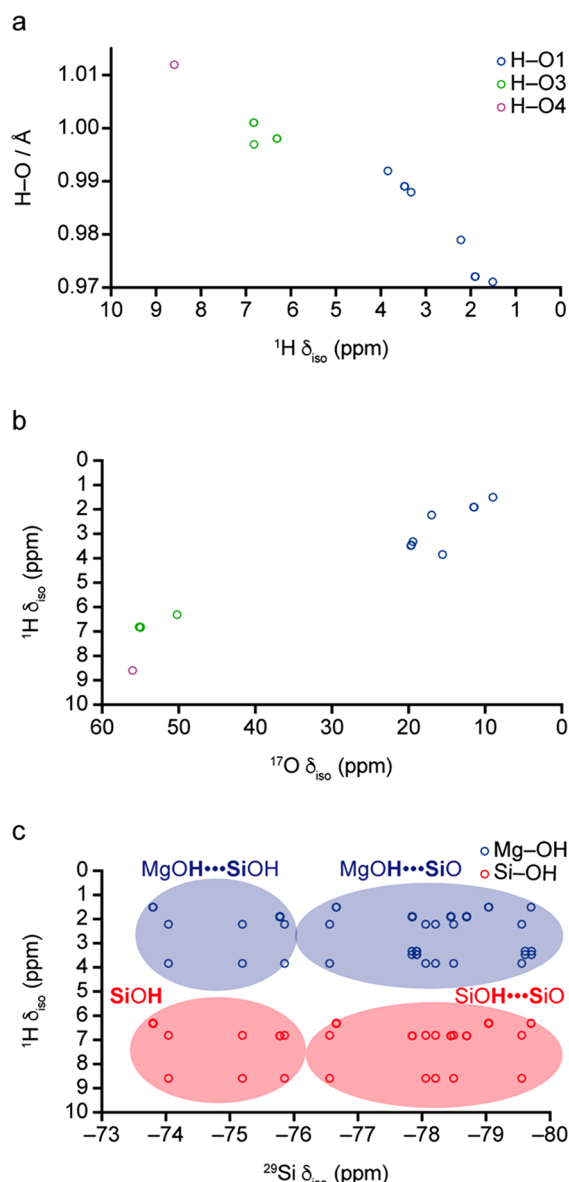 a
H–O1
H–O3
H–O4
H–O / Å
1.01
1.00
0.99
0.98
0.97
10 9 8 7 6 5 4 3 2 1 0
¹H δiso (ppm)
b
¹H δiso (ppm)
0
1
2
3
4
5
6
7
8
9
10
60 50 40 30 20 10 0
¹⁷O δiso (ppm)
c
Mg–OH
Si–OH
MgOH•••SiOH MgOH•••SiO
SiOH SiOH•••SiO
¹H δiso (ppm)
0
1
2
3
4
5
6
7
8
9
10
–73 –74 –75 –76 –77 –78 –79 –80
²⁹Si δiso (ppm)